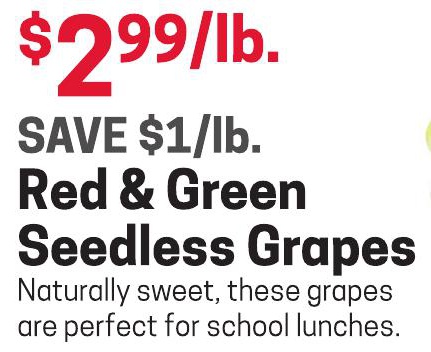 $2.99/lb.
SAVE $1/lb.
Red & Green
Seedless Grapes
Naturally sweet, these grapes
are perfect for school lunches.